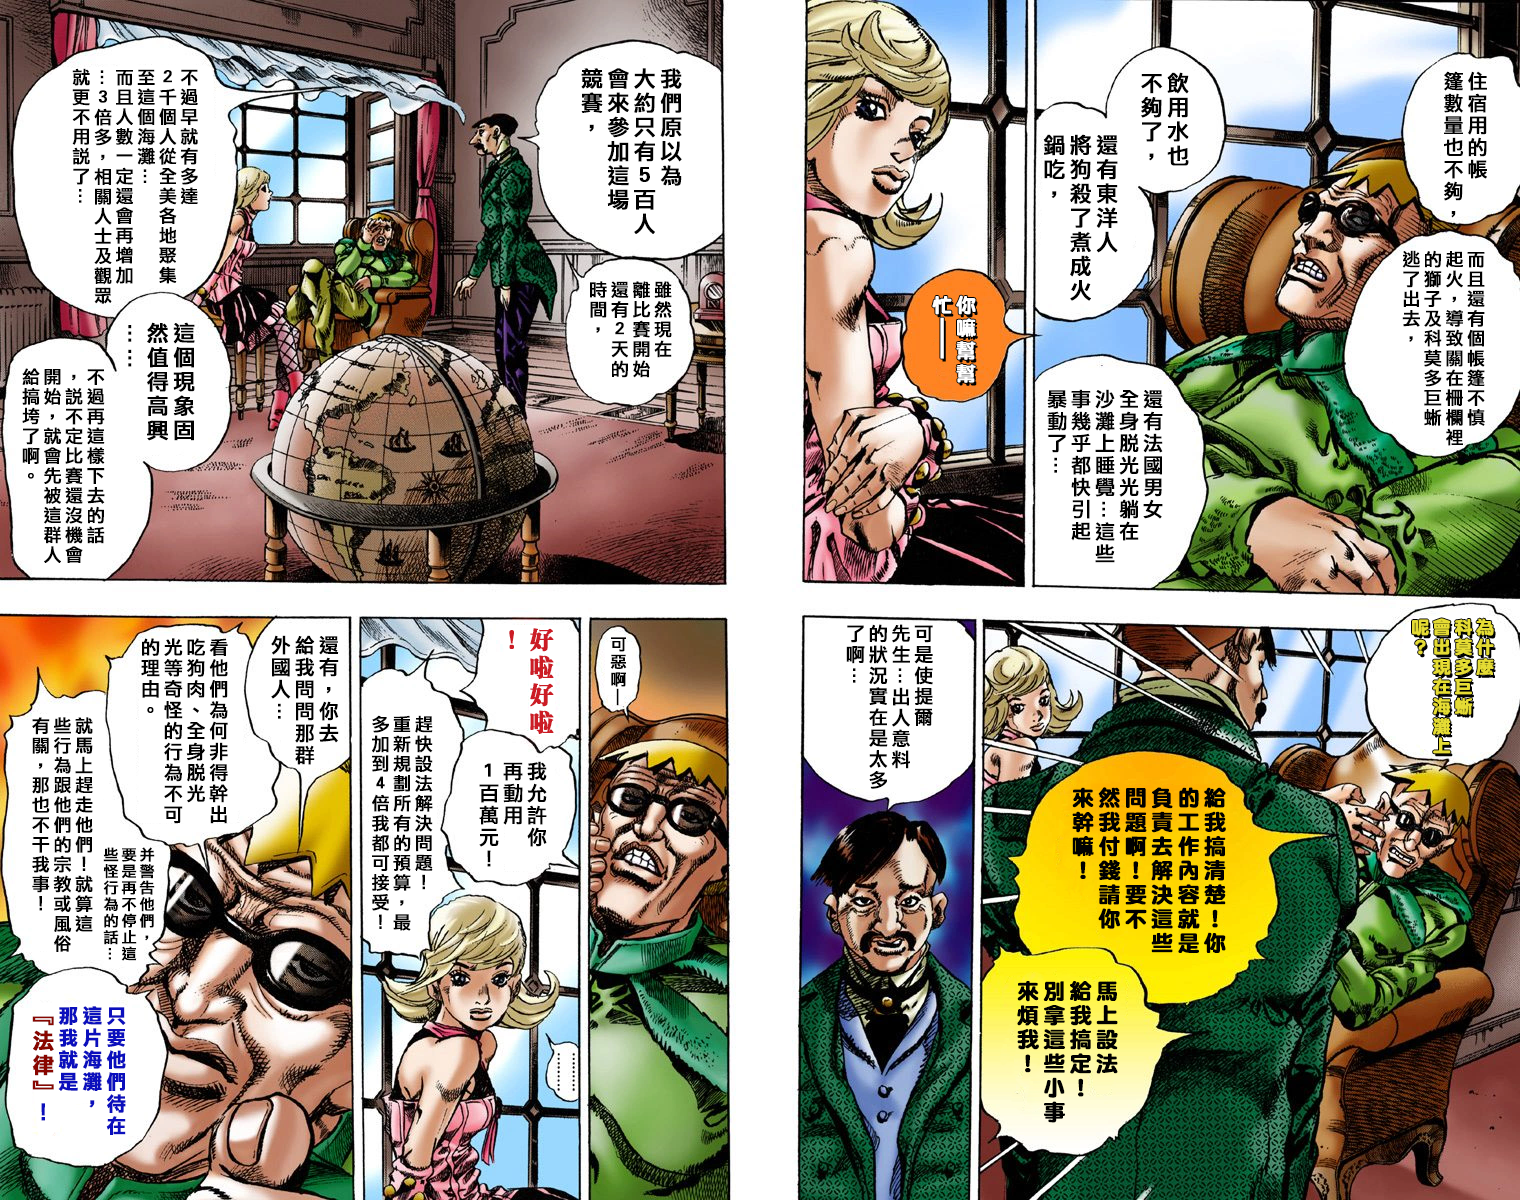 住宿用的帳
篷數量也不夠，
而且還有個帳篷不慎
起火，導致關在柵欄裡
的獅子及科莫多巨蜥
逃了出去，
飲用水也
不夠了，
還有東洋人
將狗殺了煮成火
鍋吃，
還有法國男女
全身脱光光躺在
沙灘上睡覺…這些
事幾乎都快引起
暴動了…
你嘛幫幫
忙—
為什麼
科莫多巨蜥
會出現在海灘上
呢？
給我搞清楚！你
的工作內容就是
負責去解決這些
問題啊！要不
然我付錢請你
來幹嘛！
馬上設法
給我搞定！
別拿這些小事
來煩我！
可是使提爾
先生…出人意料
的狀況實在是太多
了啊…
我們原以為
大約只有5百人
會來參加這場
競賽，
雖然現在
離比賽開始
還有2天的
時間，
不過早就有多達
2千個人從全美各地聚集
至這個海灘…
而且人數一定還會再增加
…3倍多，相關人士及觀眾
就更不用説了…
這個現象固
然值得高興
……
不過再這樣下去的話
，説不定比賽還沒機會
開始，就會先被這群人
給搞垮了啊。
可惡啊—
好啦好啦
！
我允許你
再動用
1百萬元！
趕快設法解決問題！
重新規劃所有的預算，最
多加到4倍我都可接受！
………
………
還有，你去
給我問問那群
外國人…
看他們為何非得幹出
吃狗肉、全身脱光
光等奇怪的行為不可
的理由。
并警告他們，
要是再不停止這
些怪行為的話…
就馬上趕走他們！就算這
些行為跟他們的宗教或風俗
有關，那也不干我事！
只要他們待在
這片海灘，
那我就是
『法律』！